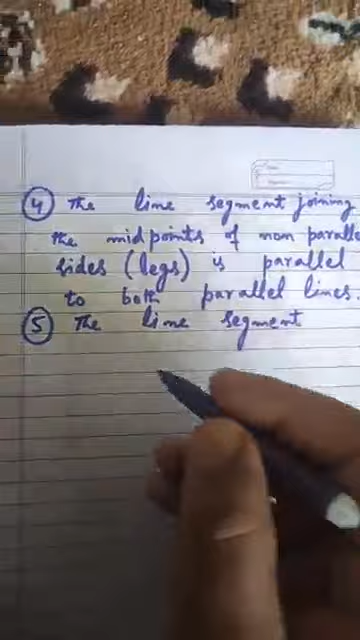 ④ The line segment joining
the midpoints of non paralle
sides (legs) is parallel
to both parallel lines.
⑤ The line segment